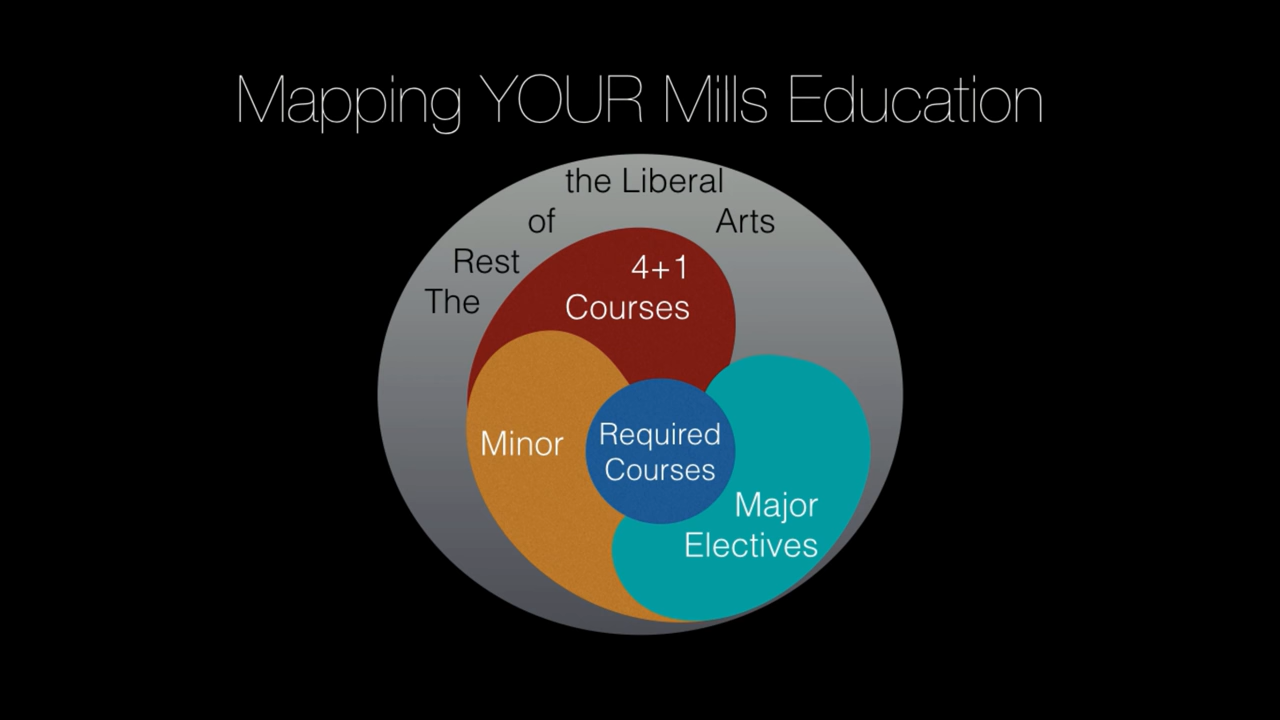 Mapping YOUR Mills Education
The Rest of the Liberal Arts
4+1
Courses
Minor
Required
Courses
Major
Electives